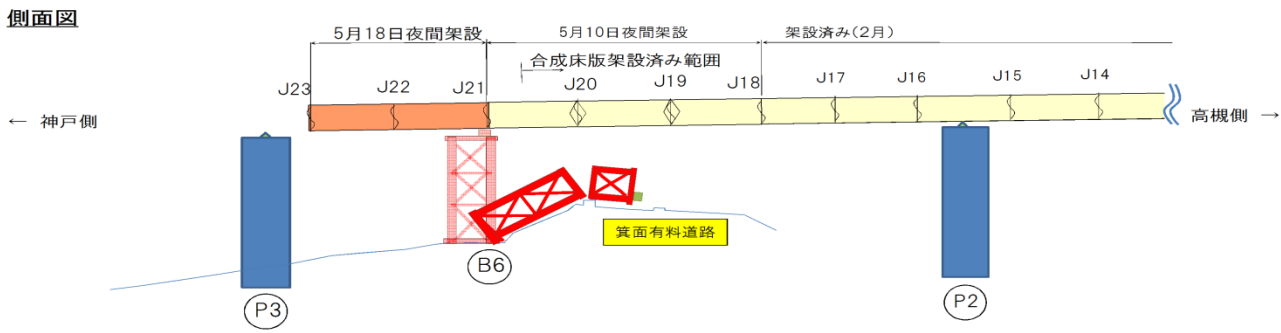 側面図
5月18日夜間架設
5月10日夜間架設
架設済み(2月)
合成床版架設済み範囲
J23
J22
J21
J20
J19
J18
J17
J16
J15
J14
← 神戸側
高槻側 →
箕面有料道路
B6
P3
P2